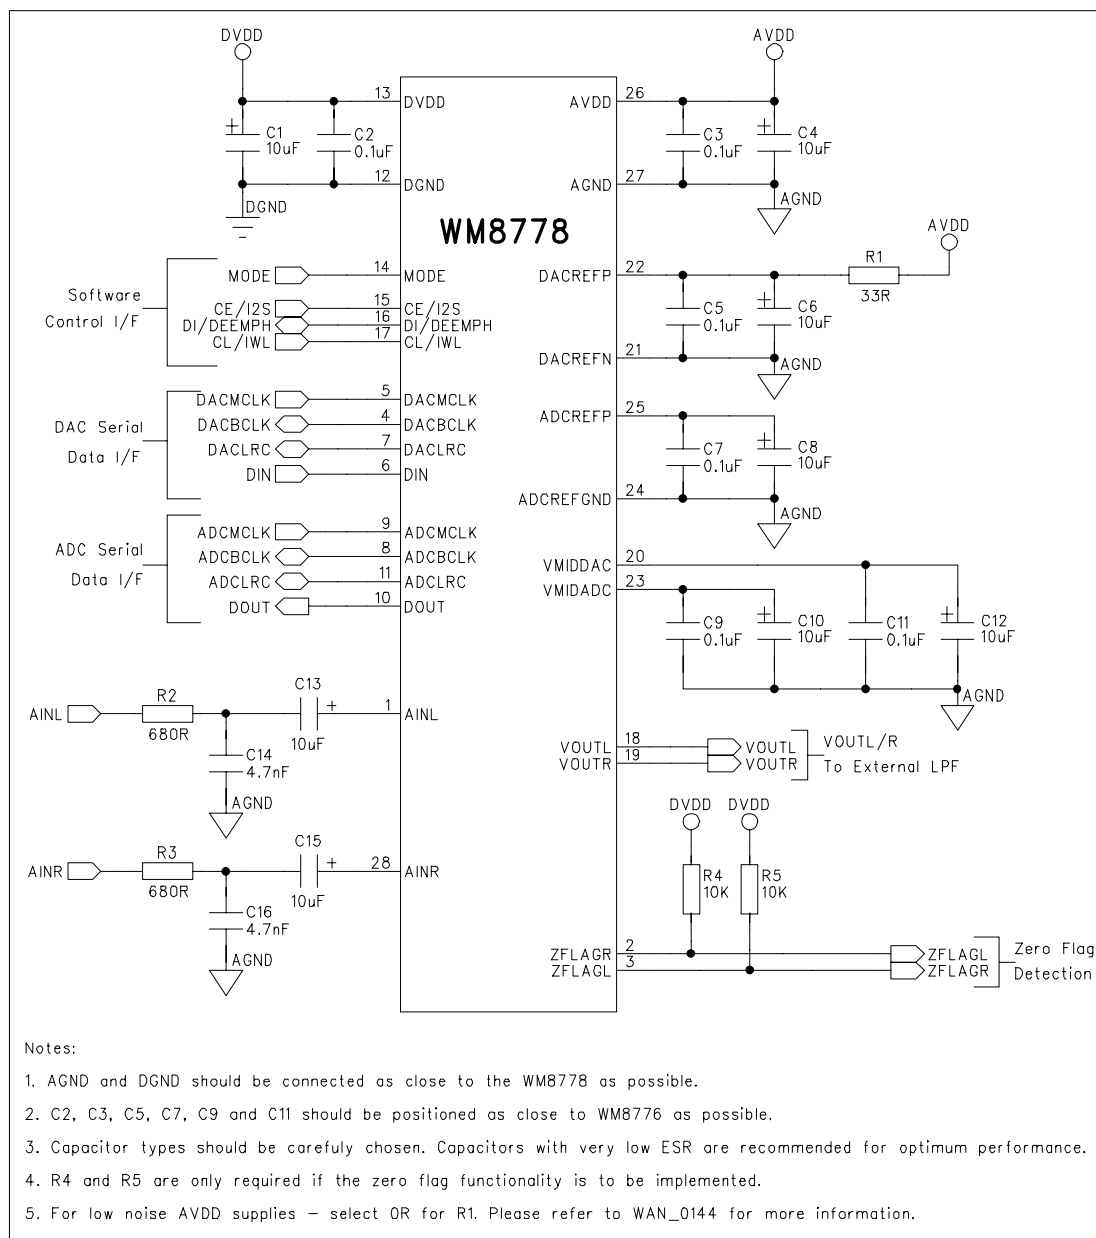 DVDD
AVDD
13 DVDD
AVDD 26
+ C1 10uF
C2 0.1uF
C3 0.1uF
+ C4 10uF
12 DGND
AGND 27
DGND
AGND
WM8778
AVDD
Software
Control I/F
MODE 14 MODE
CE/I2S 15 CE/I2S
DI/DEEMPH 16 DI/DEEMPH
CL/IWL 17 CL/IWL
DACREFP 22
R1
33R
C5 0.1uF
+ C6 10uF
DACREFN 21
AGND
DAC Serial
Data I/F
DACMCLK 5 DACMCLK
DACBCLK 4 DACBCLK
DACLRC 7 DACLRC
DIN 6 DIN
ADCREFP 25
C7 0.1uF
+ C8 10uF
ADCREFGND 24
AGND
ADC Serial
Data I/F
ADCMCLK 9 ADCMCLK
ADCBCLK 8 ADCBCLK
ADCLRC 11 ADCLRC
DOUT 10 DOUT
VMIDDAC 20
VMIDADC 23
C9 0.1uF
+ C10 10uF
C11 0.1uF
+ C12 10uF
AGND
AINL
R2
680R
C13
+
10uF
1 AINL
C14
4.7nF
AGND
VOUTL 18 VOUTL
VOUTR 19 VOUTR
VOUTL/R
To External LPF
AINR
R3
680R
C15
+
10uF
28 AINR
C16
4.7nF
AGND
DVDD DVDD
R4 10K
R5 10K
ZFLAGR 2 ZFLAGL
ZFLAGL 3 ZFLAGR
Zero Flag
Detection
Notes:
1. AGND and DGND should be connected as close to the WM8778 as possible.
2. C2, C3, C5, C7, C9 and C11 should be positioned as close to WM8776 as possible.
3. Capacitor types should be carefuly chosen. Capacitors with very low ESR are recommended for optimum performance.
4. R4 and R5 are only required if the zero flag functionality is to be implemented.
5. For low noise AVDD supplies – select 0R for R1. Please refer to WAN_0144 for more information.